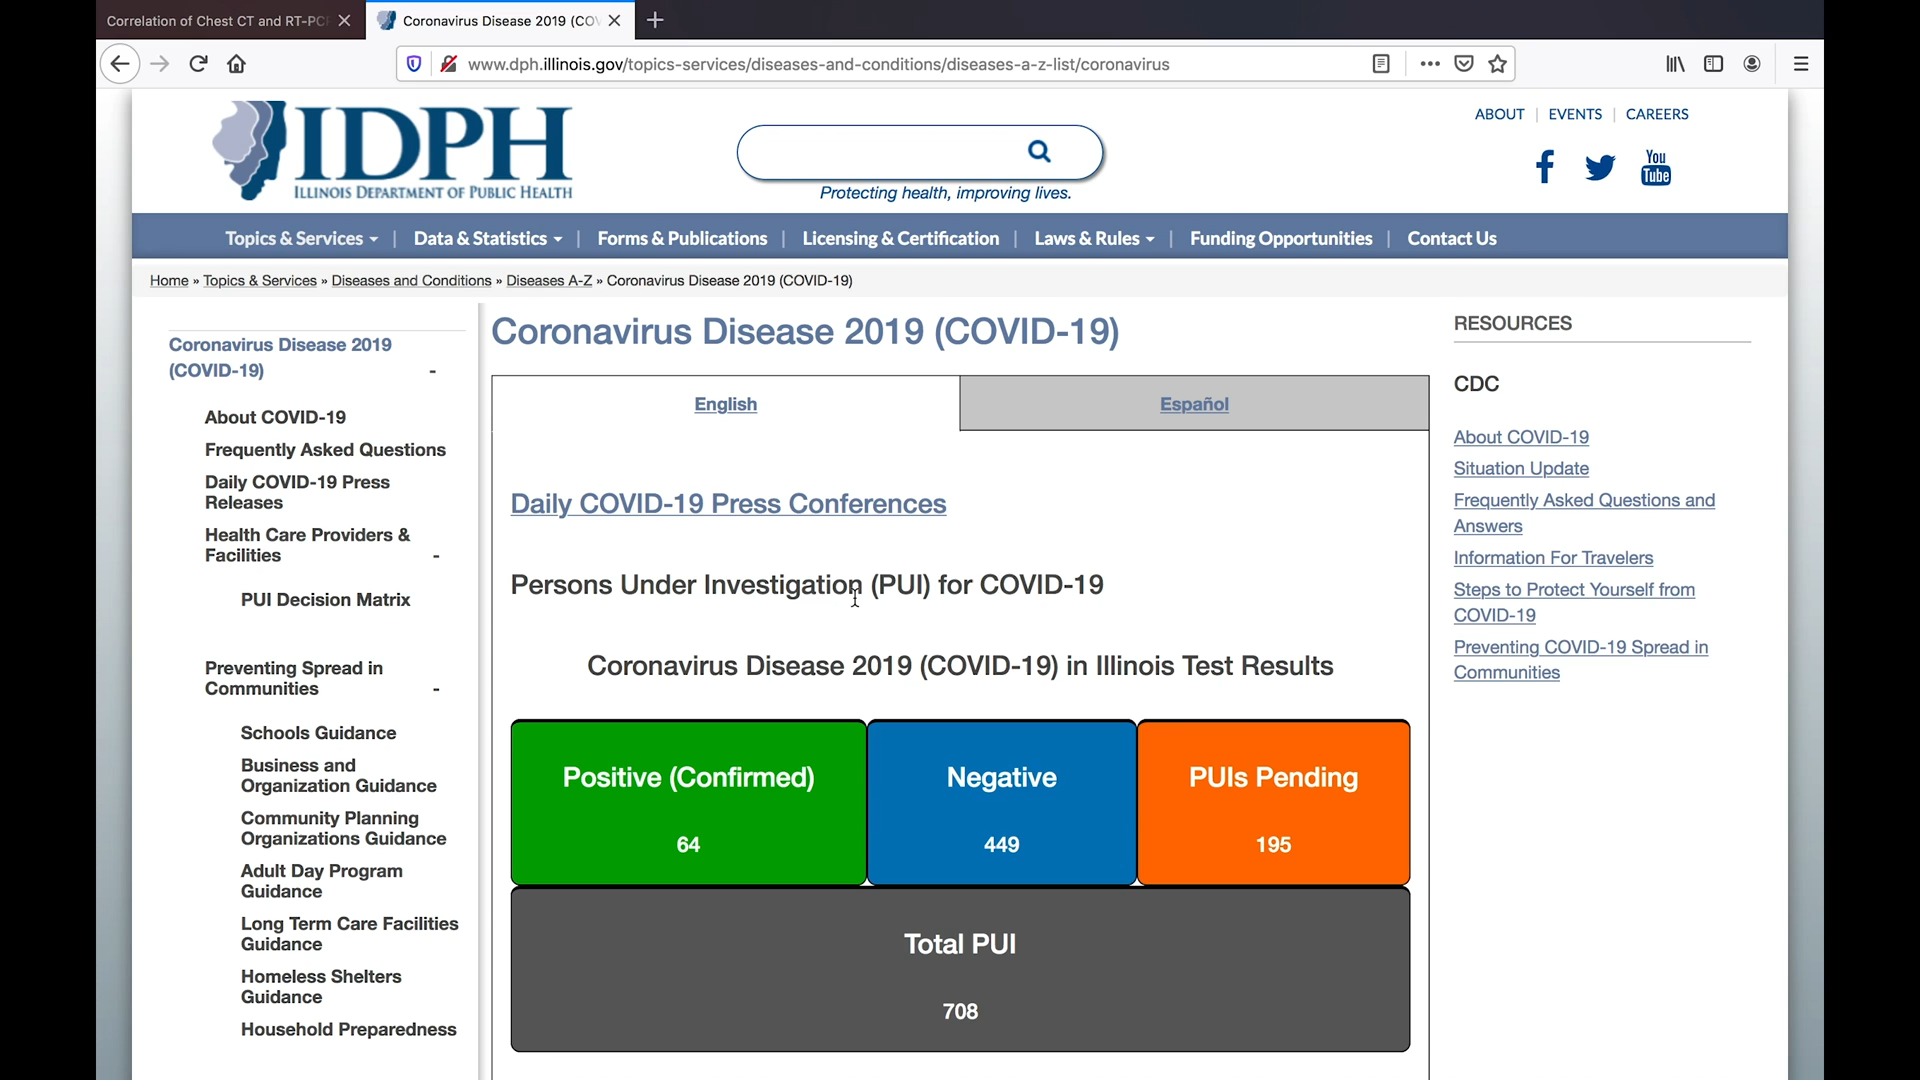 Correlation of Chest CT and RT-PC
Coronavirus Disease 2019 (COV
www.dph.illinois.gov/topics-services/diseases-and-conditions/diseases-a-z-list/coronavirus
IDPH
ILLINOIS DEPARTMENT OF PUBLIC HEALTH
Protecting health, improving lives.
ABOUT | EVENTS | CAREERS
You
Tube
Topics & Services | Data & Statistics | Forms & Publications | Licensing & Certification | Laws & Rules | Funding Opportunities | Contact Us
Home » Topics & Services » Diseases and Conditions » Diseases A-Z » Coronavirus Disease 2019 (COVID-19)
Coronavirus Disease 2019
(COVID-19) -
About COVID-19
Frequently Asked Questions
Daily COVID-19 Press
Releases
Health Care Providers &
Facilities -
PUI Decision Matrix
Preventing Spread in
Communities -
Schools Guidance
Business and
Organization Guidance
Community Planning
Organizations Guidance
Adult Day Program
Guidance
Long Term Care Facilities
Guidance
Homeless Shelters
Guidance
Household Preparedness
Coronavirus Disease 2019 (COVID-19)
English
Español
Daily COVID-19 Press Conferences
Persons Under Investigation (PUI) for COVID-19
Coronavirus Disease 2019 (COVID-19) in Illinois Test Results
Positive (Confirmed)
64
Negative
449
PUIs Pending
195
Total PUI
708
RESOURCES
CDC
About COVID-19
Situation Update
Frequently Asked Questions and
Answers
Information For Travelers
Steps to Protect Yourself from
COVID-19
Preventing COVID-19 Spread in
Communities